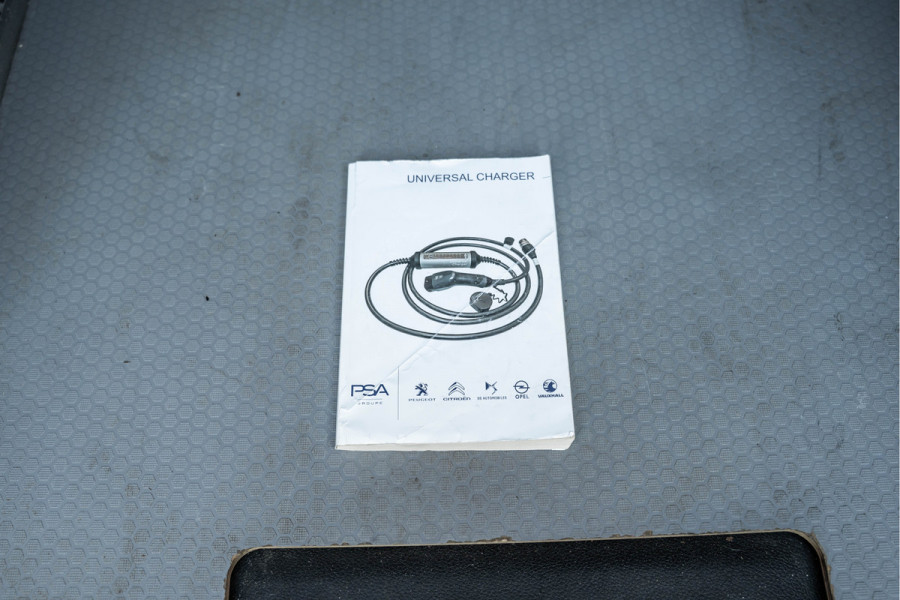 UNIVERSAL CHARGER
PSA
GROUPE
PEUGEOT
CITROËN
DS AUTOMOBILES
OPEL
VAUXHALL